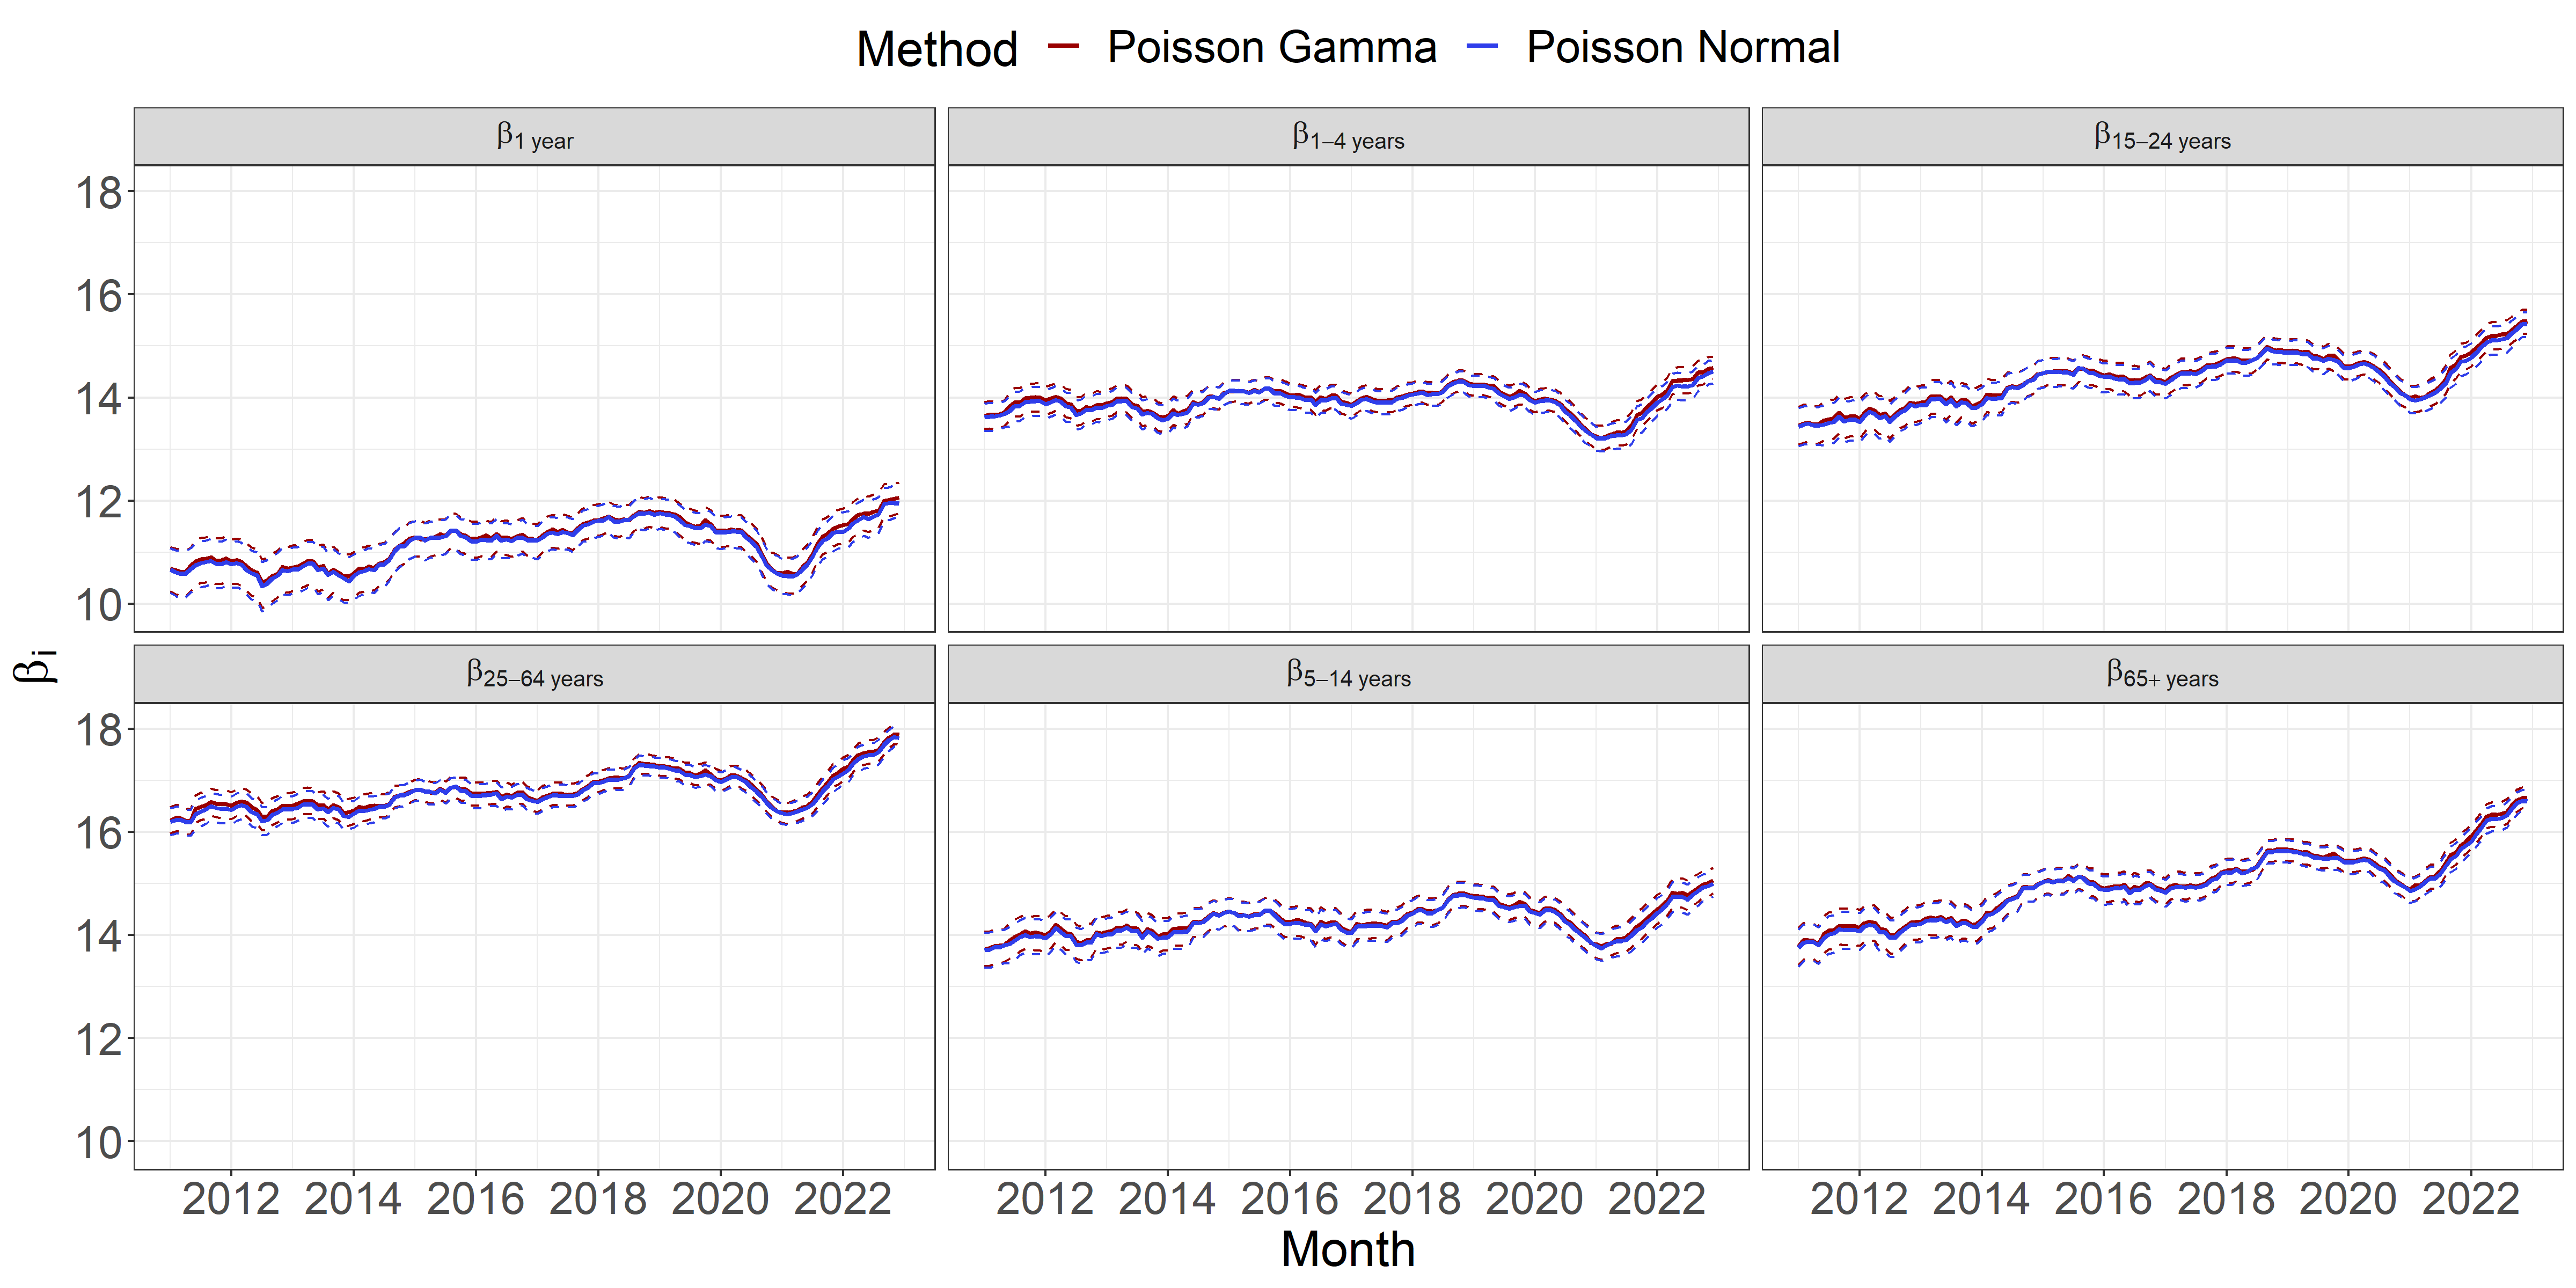 Method Poisson Gamma Poisson Normal
β1 year β1–4 years β15–24 years
18
16
14
12
10
β25–64 years β5–14 years β65+ years
18
16
14
12
10
βi
2012 2014 2016 2018 2020 2022 2012 2014 2016 2018 2020 2022 2012 2014 2016 2018 2020 2022
Month